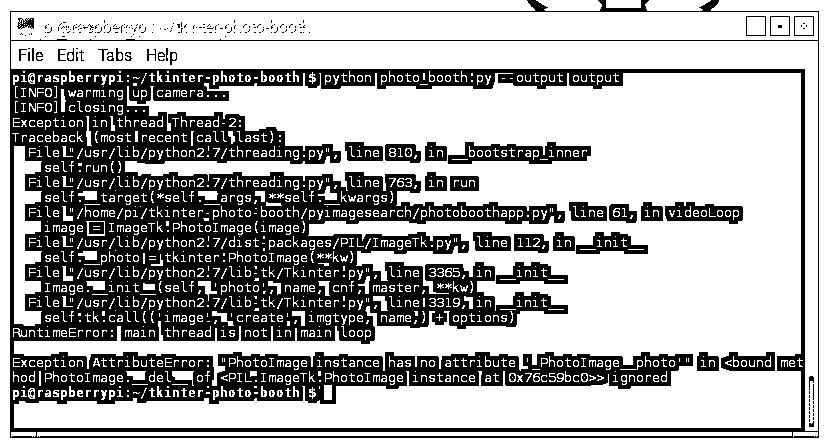 pi@raspberrypi: ~/tkinter-photo-booth
File Edit Tabs Help
pi@raspberrypi:~/tkinter-photo-booth $ python photo_booth.py --output output
[INFO] warming up camera...
[INFO] closing...
Exception in thread Thread-2:
Traceback (most recent call last):
File "/usr/lib/python2.7/threading.py", line 810, in __bootstrap_inner
self.run()
File "/usr/lib/python2.7/threading.py", line 763, in run
self.__target(*self.__args, **self.__kwargs)
File "/home/pi/tkinter-photo-booth/pyimagesearch/photoboothapp.py", line 61, in videoLoop
image = ImageTk.PhotoImage(image)
File "/usr/lib/python2.7/dist-packages/PIL/ImageTk.py", line 112, in __init__
self.__photo = tkinter.PhotoImage(**kw)
File "/usr/lib/python2.7/lib-tk/Tkinter.py", line 3365, in __init__
Image.__init__(self, 'photo', name, cnf, master, **kw)
File "/usr/lib/python2.7/lib-tk/Tkinter.py", line 3319, in __init__
self.tk.call(('image', 'create', imgtype, name,) + options)
RuntimeError: main thread is not in main loop
Exception AttributeError: "PhotoImage instance has no attribute '_PhotoImage__photo'" in <bound met
hod PhotoImage.__del__ of <PIL.ImageTk.PhotoImage instance at 0x76c59bc0>> ignored
pi@raspberrypi:~/tkinter-photo-booth $